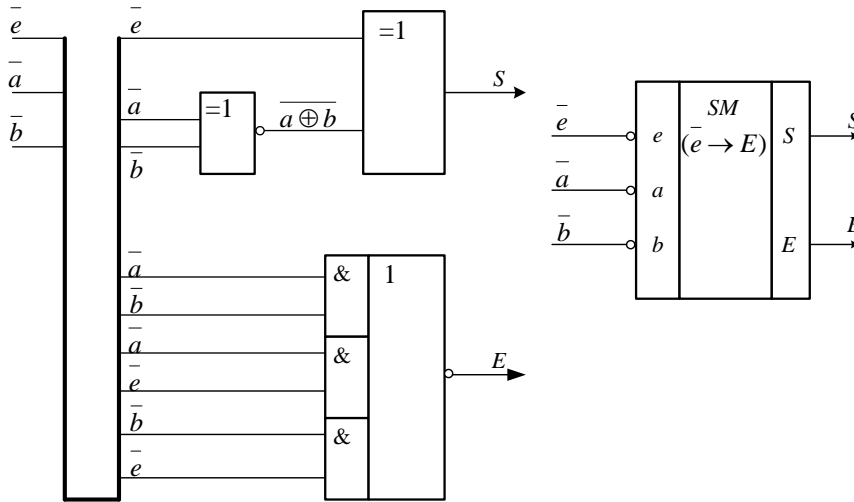 e̅ e̅
=1
S
a̅ a̅
=1
a̅ ⊕ b̅
b̅ b̅
a̅
&
1
b̅
a̅
&
E
e̅
b̅
&
e̅
SM
(e̅ → E)
e̅ e S
a̅ a
b̅ b E